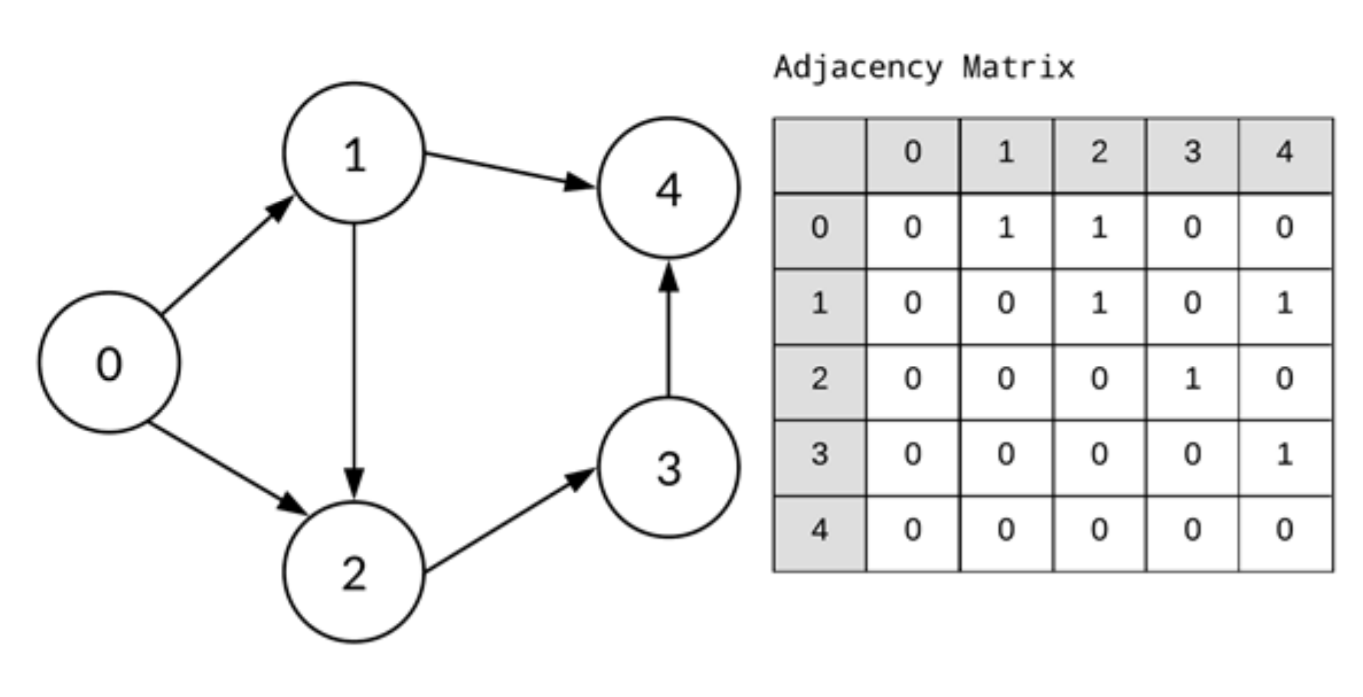 Adjacency Matrix
1
4
0
3
2
0 1 2 3 4
0 0 1 1 0 0
1 0 0 1 0 1
2 0 0 0 1 0
3 0 0 0 0 1
4 0 0 0 0 0